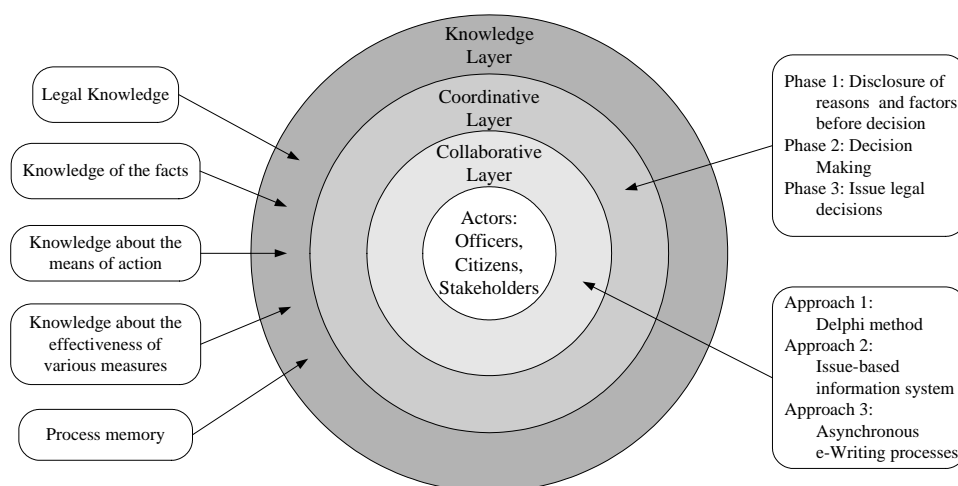 Knowledge
Layer
Coordinative
Layer
Collaborative
Layer
Actors:
Officers,
Citizens,
Stakeholders
Legal Knowledge
Knowledge of the facts
Knowledge about the
means of action
Knowledge about the
effectiveness of
various measures
Process memory
Phase 1: Disclosure of
reasons and factors
before decision
Phase 2: Decision
Making
Phase 3: Issue legal
decisions
Approach 1:
Delphi method
Approach 2:
Issue-based
information system
Approach 3:
Asynchronous
e-Writing processes